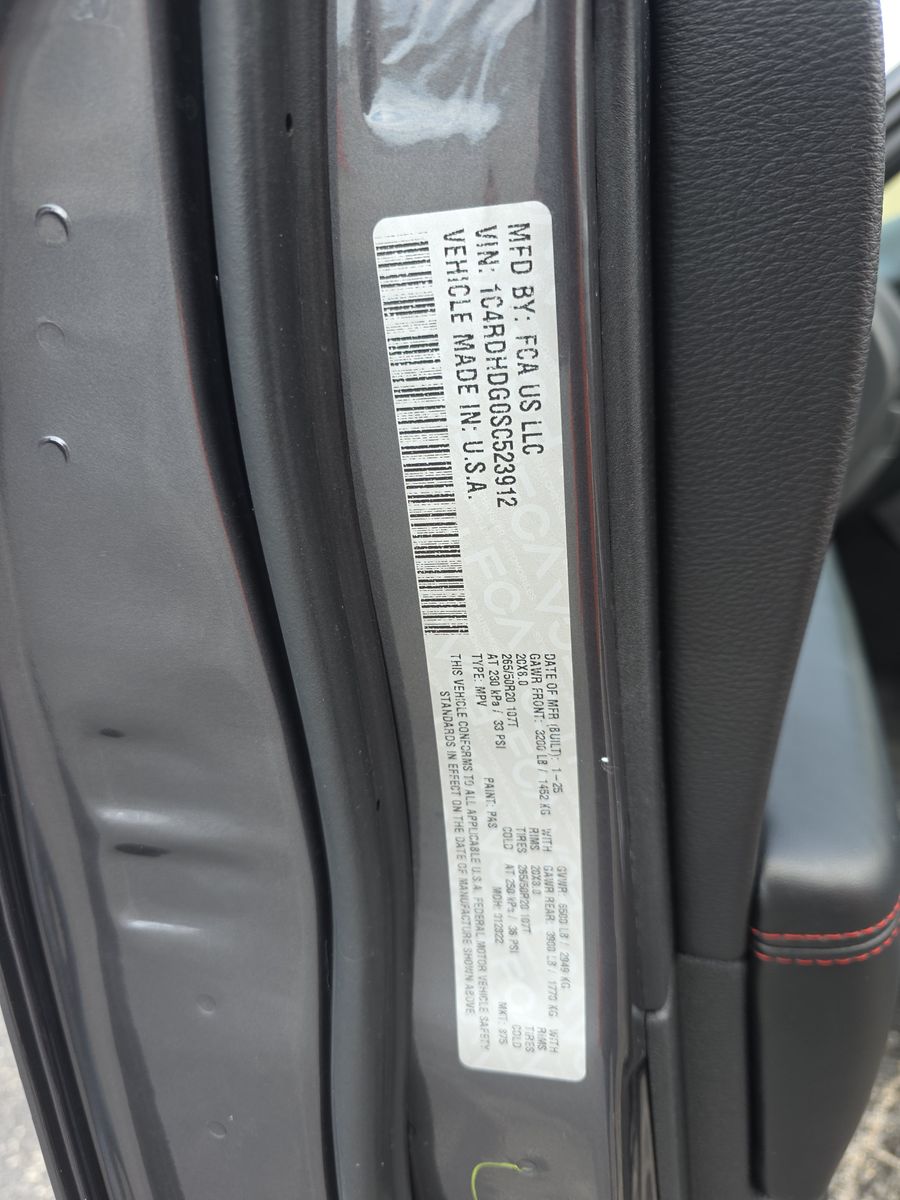 MFD BY: FCA US LLC
VIN: 1C4RDHDG0SC523912
VEHICLE MADE IN: U.S.A.
DATE OF MFR (BUILT): 1-25 GVWR: 6500 LB / 2949 KG
GAWR FRONT: 3200 LB / 1452 KG WITH GAWR REAR: 3900 LB / 1770 KG WITH
20X8.0 RIMS 20X8.0 RIMS
265/50R20 107T TIRES 265/50R20 107T TIRES
AT 230 kPa / 33 PSI COLD AT 250 kPa / 36 PSI COLD
TYPE: MPV PAINT: PAS MDH: 012822 MKT: 875
THIS VEHICLE CONFORMS TO ALL APPLICABLE U.S.A. FEDERAL MOTOR VEHICLE SAFETY
STANDARDS IN EFFECT ON THE DATE OF MANUFACTURE SHOWN ABOVE.